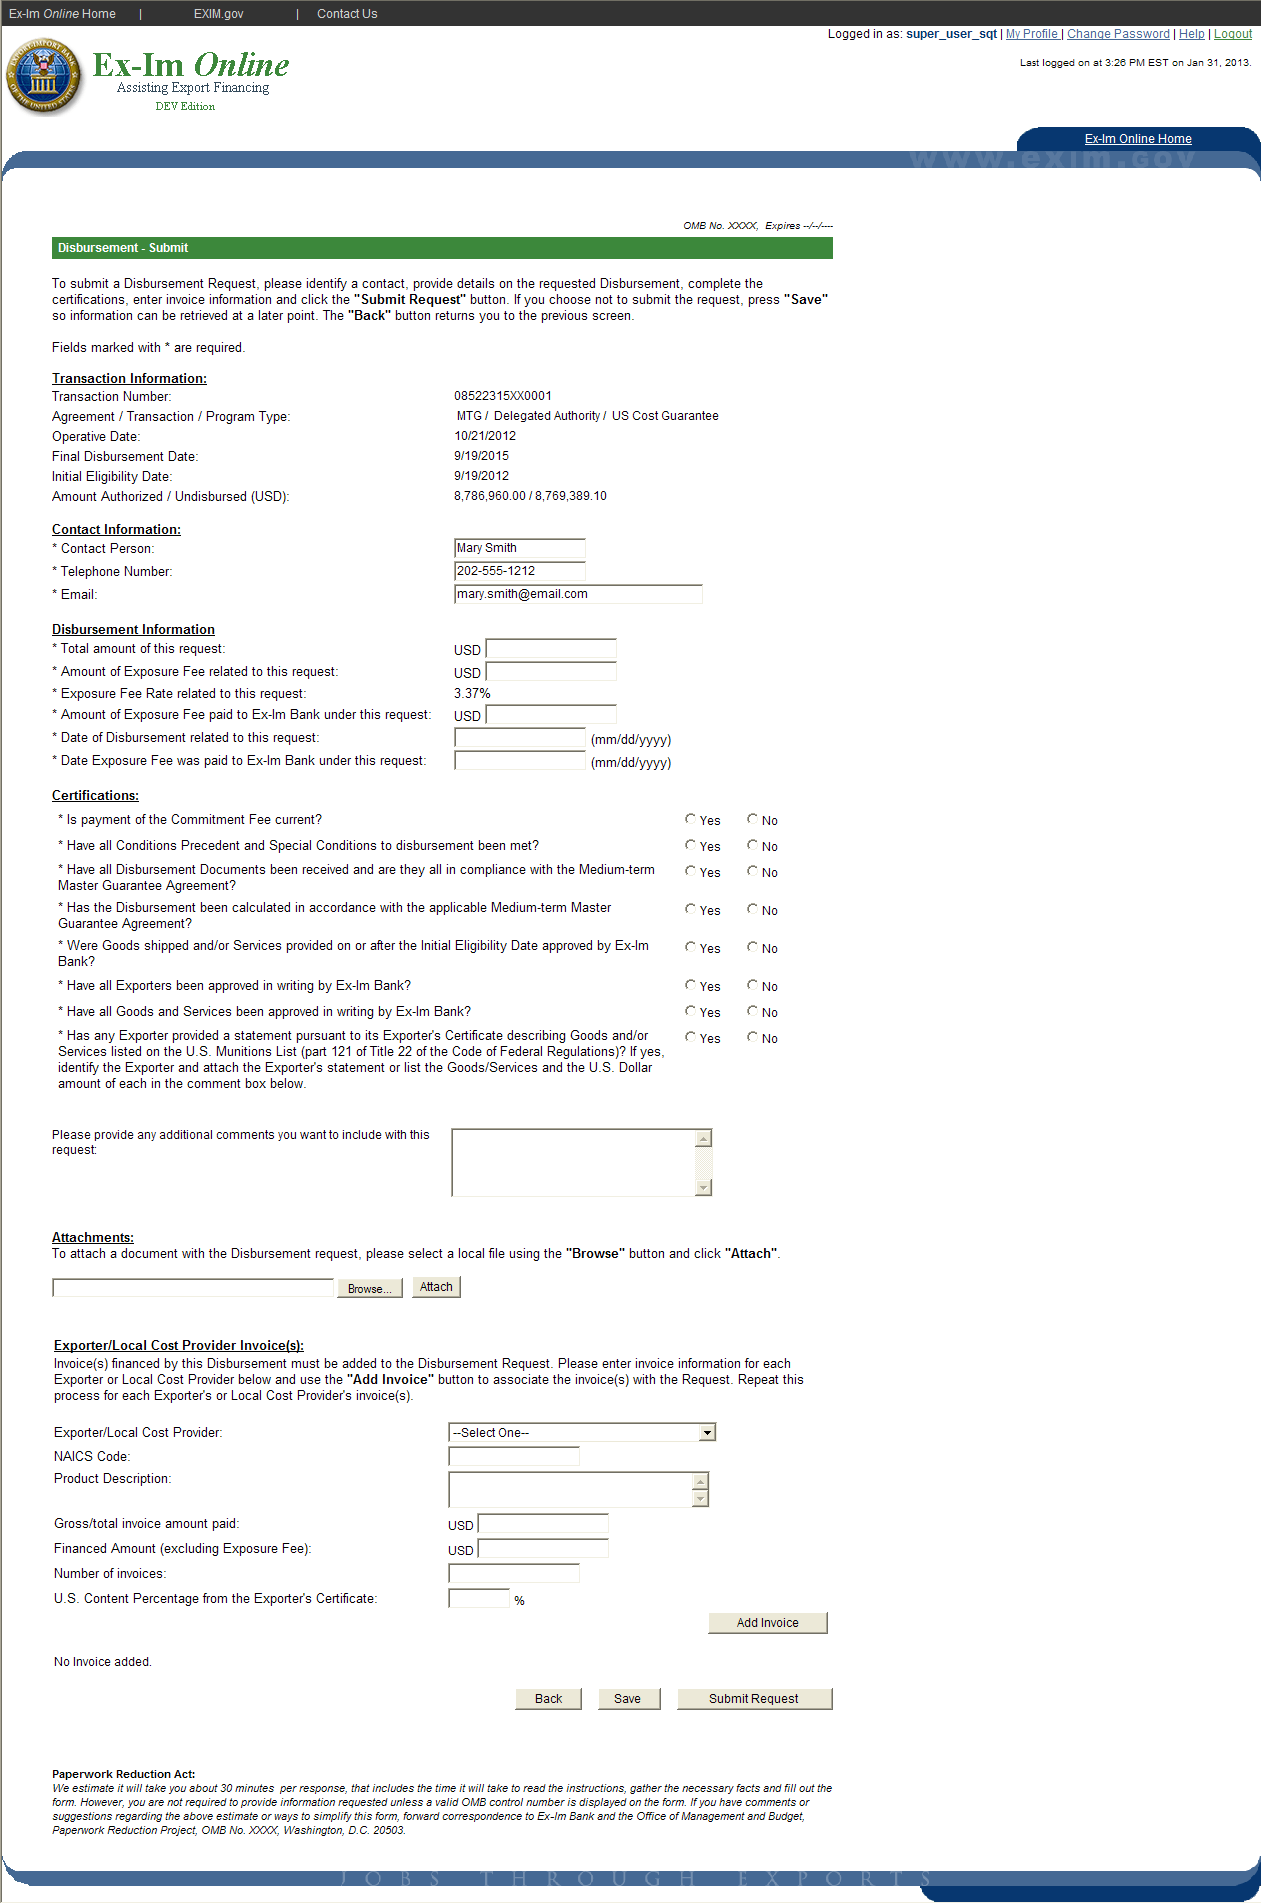 Ex-Im Online Home | EXIM.gov | Contact Us
Logged in as: super_user_sqt | My Profile | Change Password | Help | Logout
Last logged on at 3:26 PM EST on Jan 31, 2013.
EXPORT-IMPORT BANK OF THE UNITED STATES
Ex-Im Online
Assisting Export Financing
DEV Edition
Ex-Im Online Home
www.exim.gov
OMB No. XXXX, Expires --/--/----
Disbursement - Submit
To submit a Disbursement Request, please identify a contact, provide details on the requested Disbursement, complete the
certifications, enter invoice information and click the "Submit Request" button. If you choose not to submit the request, press "Save"
so information can be retrieved at a later point. The "Back" button returns you to the previous screen.
Fields marked with * are required.
Transaction Information:
Transaction Number: 08522315XX0001
Agreement / Transaction / Program Type: MTG / Delegated Authority / US Cost Guarantee
Operative Date: 10/21/2012
Final Disbursement Date: 9/19/2015
Initial Eligibility Date: 9/19/2012
Amount Authorized / Undisbursed (USD): 8,786,960.00 / 8,769,389.10
Contact Information:
* Contact Person: Mary Smith
* Telephone Number: 202-555-1212
* Email: mary.smith@email.com
Disbursement Information
* Total amount of this request: USD
* Amount of Exposure Fee related to this request: USD
* Exposure Fee Rate related to this request: 3.37%
* Amount of Exposure Fee paid to Ex-Im Bank under this request: USD
* Date of Disbursement related to this request: (mm/dd/yyyy)
* Date Exposure Fee was paid to Ex-Im Bank under this request: (mm/dd/yyyy)
Certifications:
* Is payment of the Commitment Fee current? Yes No
* Have all Conditions Precedent and Special Conditions to disbursement been met? Yes No
* Have all Disbursement Documents been received and are they all in compliance with the Medium-term Yes No
Master Guarantee Agreement?
* Has the Disbursement been calculated in accordance with the applicable Medium-term Master Yes No
Guarantee Agreement?
* Were Goods shipped and/or Services provided on or after the Initial Eligibility Date approved by Ex-Im Yes No
Bank?
* Have all Exporters been approved in writing by Ex-Im Bank? Yes No
* Have all Goods and Services been approved in writing by Ex-Im Bank? Yes No
* Has any Exporter provided a statement pursuant to its Exporter's Certificate describing Goods and/or Yes No
Services listed on the U.S. Munitions List (part 121 of Title 22 of the Code of Federal Regulations)? If yes,
identify the Exporter and attach the Exporter's statement or list the Goods/Services and the U.S. Dollar
amount of each in the comment box below.
Please provide any additional comments you want to include with this
request:
Attachments:
To attach a document with the Disbursement request, please select a local file using the "Browse" button and click "Attach".
Browse... Attach
Exporter/Local Cost Provider Invoice(s):
Invoice(s) financed by this Disbursement must be added to the Disbursement Request. Please enter invoice information for each
Exporter or Local Cost Provider below and use the "Add Invoice" button to associate the invoice(s) with the Request. Repeat this
process for each Exporter's or Local Cost Provider's invoice(s).
Exporter/Local Cost Provider: --Select One--
NAICS Code:
Product Description:
Gross/total invoice amount paid: USD
Financed Amount (excluding Exposure Fee): USD
Number of invoices:
U.S. Content Percentage from the Exporter's Certificate: %
Add Invoice
No Invoice added.
Back Save Submit Request
Paperwork Reduction Act:
We estimate it will take you about 30 minutes per response, that includes the time it will take to read the instructions, gather the necessary facts and fill out the
form. However, you are not required to provide information requested unless a valid OMB control number is displayed on the form. If you have comments or
suggestions regarding the above estimate or ways to simplify this form, forward correspondence to Ex-Im Bank and the Office of Management and Budget,
Paperwork Reduction Project, OMB No. XXXX, Washington, D.C. 20503.
JOBS THROUGH EXPORTS